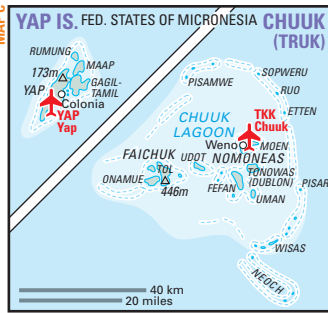 MAP C
YAP IS. FED. STATES OF MICRONESIA CHUUK
(TRUK)
RUMUNG
MAAP
173m
GAGIL-
TAMIL
YAP
Colonia
YAP
Yap
SOPWERU
PISAMWE
RUO
ETTEN
CHUUK
LAGOON
TKK
Chuuk
Weno
MOEN
FAICHUK
UDOT
NOMONEAS
TOL
ONAMUE
446m
TONOWAS
(DUBLON)
PISAR
FEFAN
UMAN
WISAS
NEOCH
40 km
20 miles